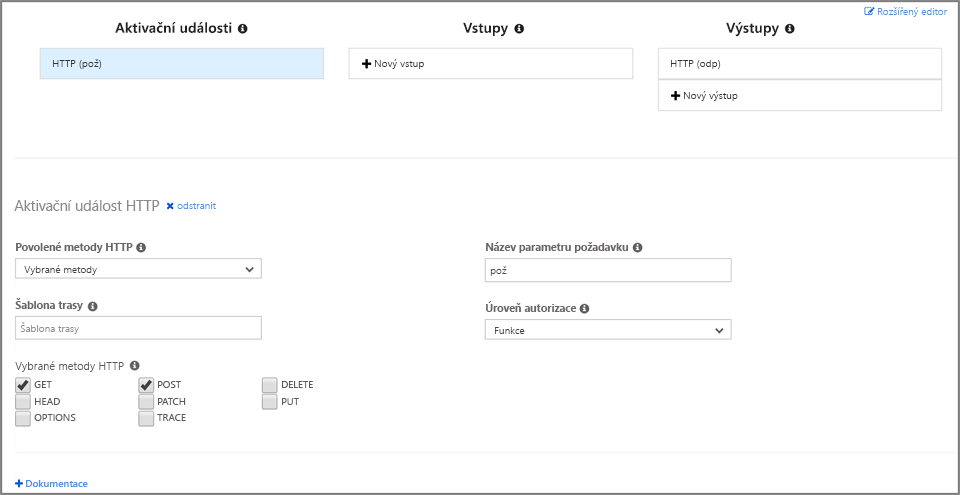 Rozšířený editor
Aktivační události
Vstupy
Výstupy
HTTP (pož)
Nový vstup
HTTP (odp)
Nový výstup
Aktivační událost HTTP odstranit
Povolené metody HTTP
Název parametru požadavku
Vybrané metody
pož
Šablona trasy
Úroveň autorizace
Šablona trasy
Funkce
Vybrané metody HTTP
GET POST DELETE
HEAD PATCH PUT
OPTIONS TRACE
Dokumentace